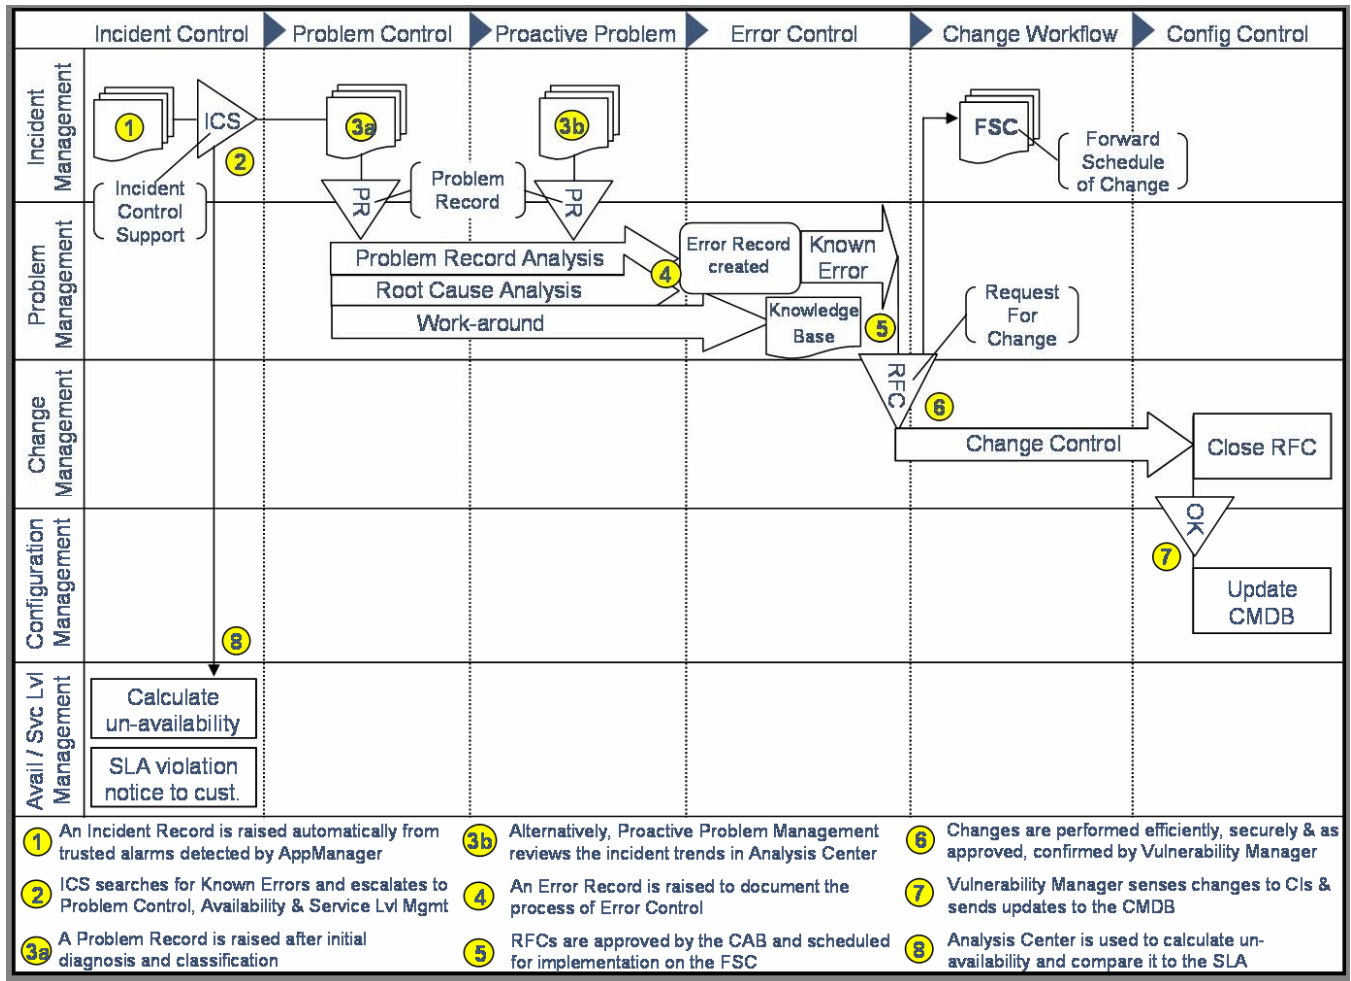 Incident Control
Problem Control
Proactive Problem
Error Control
Change Workflow
Config Control
Incident
Management
1
ICS
2
Incident
Control
Support
3a
PR
Problem
Record
3b
PR
FSC
Forward
Schedule
of Change
Problem
Management
Problem Record Analysis
Root Cause Analysis
Work-around
4
Error Record
created
Known
Error
Knowledge
Base
5
Request
For
Change
Change
Management
RFC
6
Change Control
Close RFC
Configuration
Management
OK
7
Update
CMDB
8
Avail / Svc Lvl
Management
Calculate
un-availability
SLA violation
notice to cust.
1
An Incident Record is raised automatically from
trusted alarms detected by AppManager
2
ICS searches for Known Errors and escalates to
Problem Control, Availability & Service Lvl Mgmt
3a
A Problem Record is raised after initial
diagnosis and classification
3b
Alternatively, Proactive Problem Management
reviews the incident trends in Analysis Center
4
An Error Record is raised to document the
process of Error Control
5
RFCs are approved by the CAB and scheduled
for implementation on the FSC
6
Changes are performed efficiently, securely & as
approved, confirmed by Vulnerability Manager
7
Vulnerability Manager senses changes to CIs &
sends updates to the CMDB
8
Analysis Center is used to calculate un-
availability and compare it to the SLA